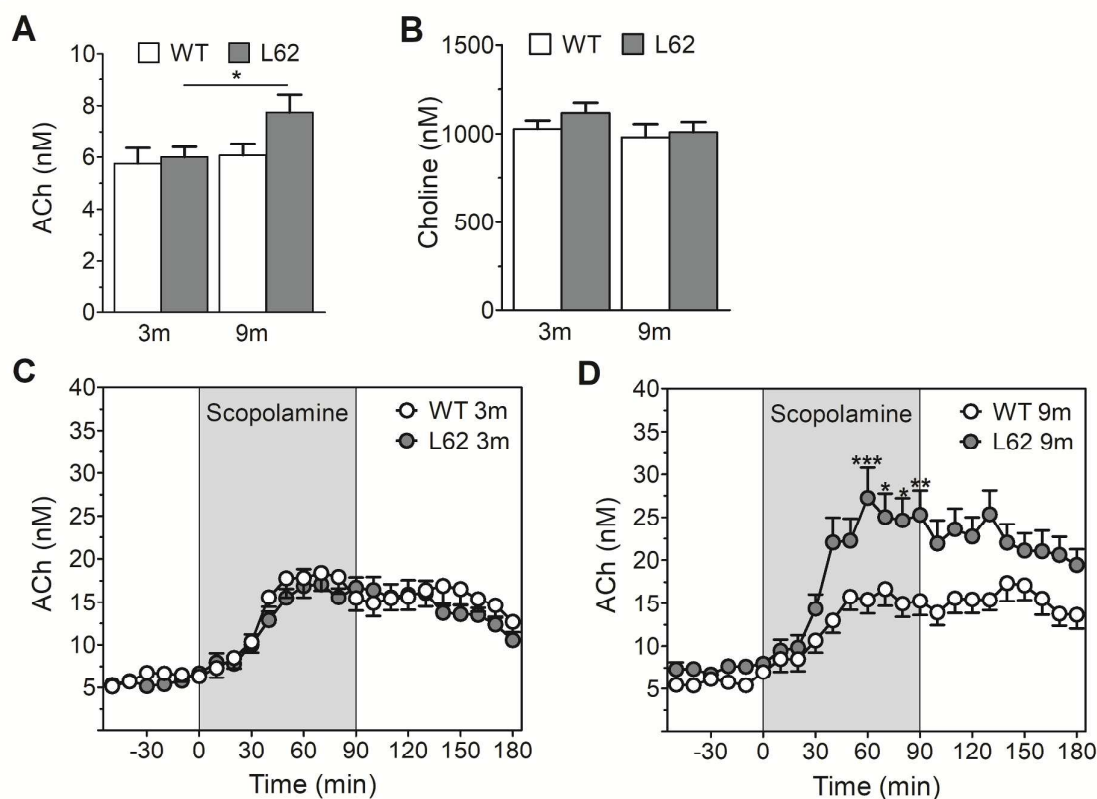 A
WT L62
*
ACh (nM)
10
8
6
4
2
0
3m 9m
B
WT L62
Choline (nM)
1500
1000
500
0
3m 9m
C
Scopolamine
WT 3m
L62 3m
ACh (nM)
40
35
30
25
20
15
10
5
-30 0 30 60 90 120 150 180
Time (min)
D
Scopolamine
WT 9m
L62 9m
*** * * **
ACh (nM)
40
35
30
25
20
15
10
5
-30 0 30 60 90 120 150 180
Time (min)